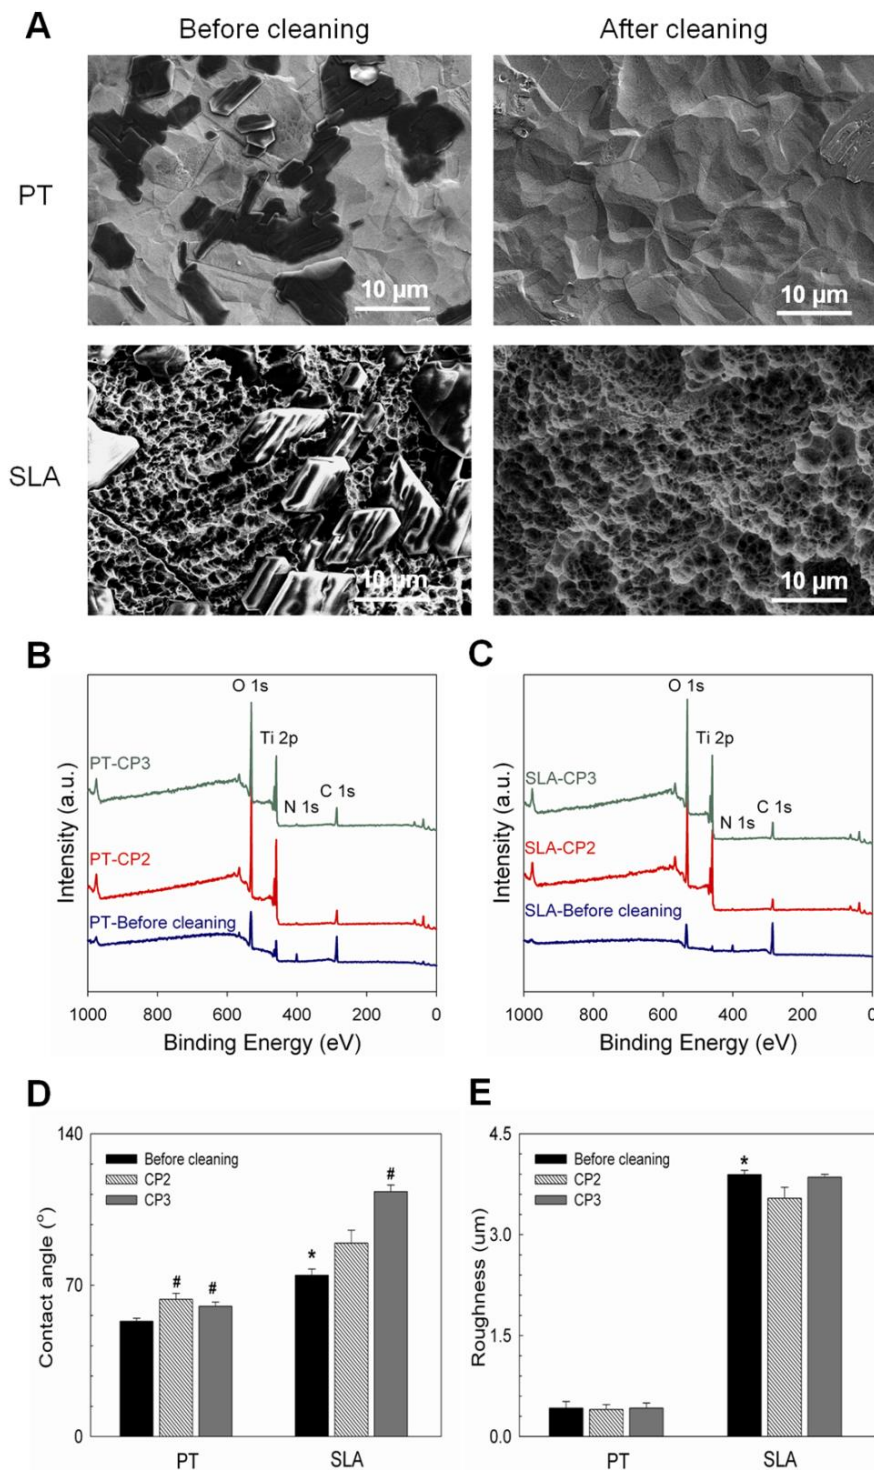 A
Before cleaning
After cleaning
PT
10 µm
10 µm
SLA
10 µm
10 µm
B
O 1s
Ti 2p
PT-CP3
N 1s
C 1s
PT-CP2
PT-Before cleaning
Intensity (a.u.)
1000 800 600 400 200 0
Binding Energy (eV)
C
O 1s
Ti 2p
SLA-CP3
N 1s
C 1s
SLA-CP2
SLA-Before cleaning
Intensity (a.u.)
1000 800 600 400 200 0
Binding Energy (eV)
D
140
70
0
Contact angle (°)
Before cleaning
CP2
CP3
# # * #
PT SLA
E
4.5
3.0
1.5
0.0
Roughness (um)
Before cleaning
CP2
CP3
*
PT SLA